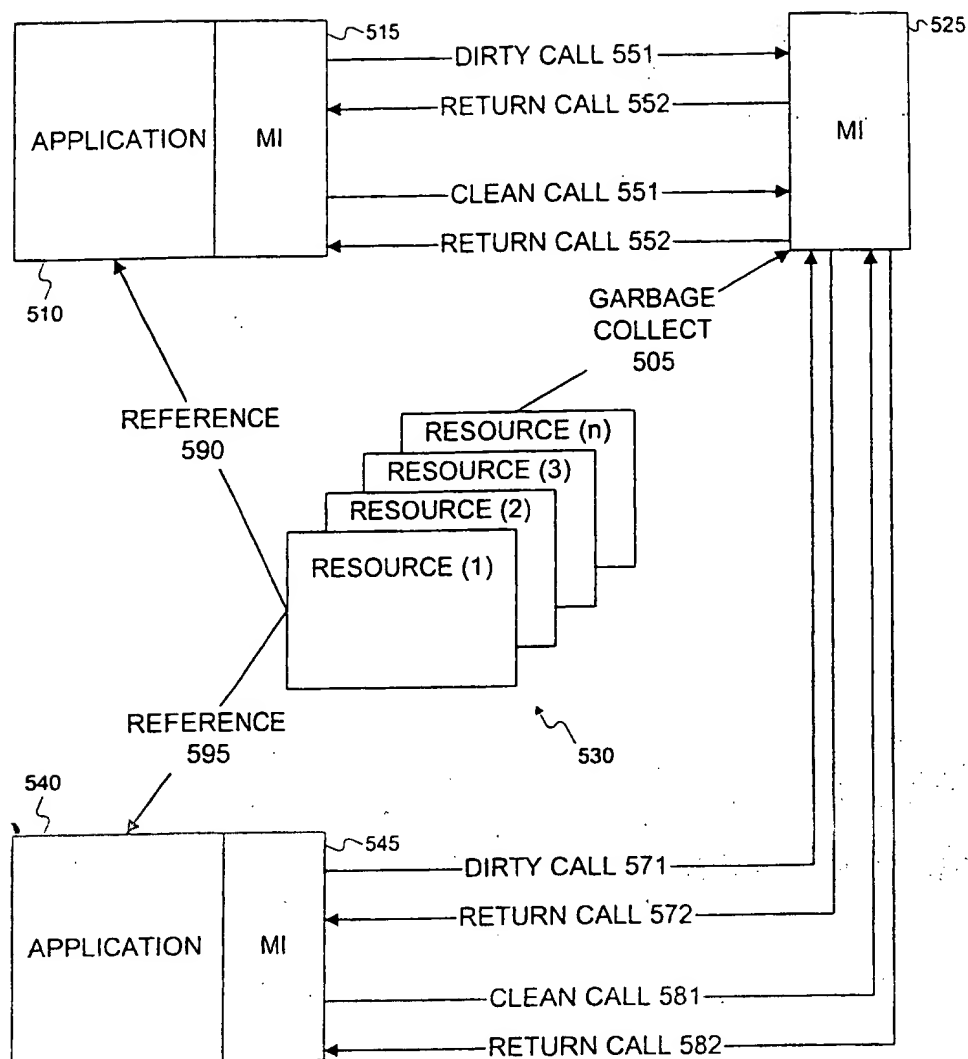 515
525
DIRTY CALL 551
RETURN CALL 552
APPLICATION
MI
MI
CLEAN CALL 551
RETURN CALL 552
510
GARBAGE
COLLECT
505
REFERENCE
590
RESOURCE (n)
RESOURCE (3)
RESOURCE (2)
RESOURCE (1)
REFERENCE
595
530
540
545
DIRTY CALL 571
RETURN CALL 572
APPLICATION
MI
CLEAN CALL 581
RETURN CALL 582